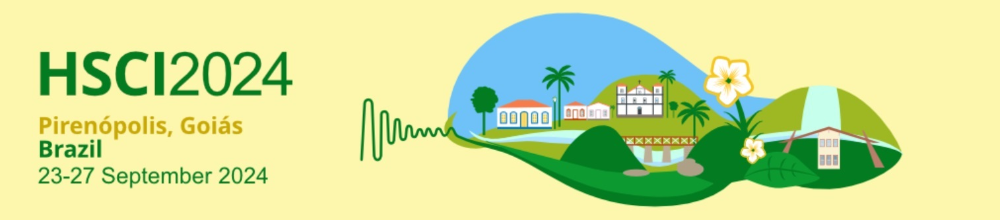 HSCI2024
Pirenópolis, Goiás
Brazil
23-27 September 2024